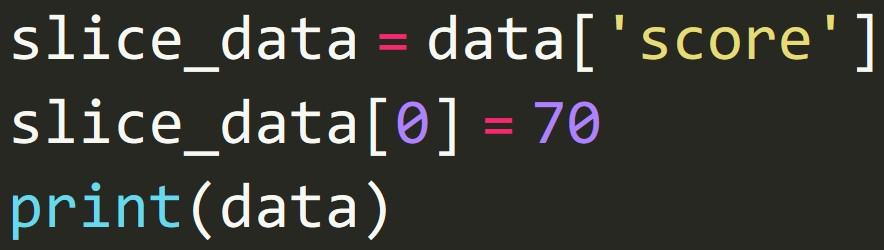 slice_data = data['score']
slice_data[0] = 70
print(data)